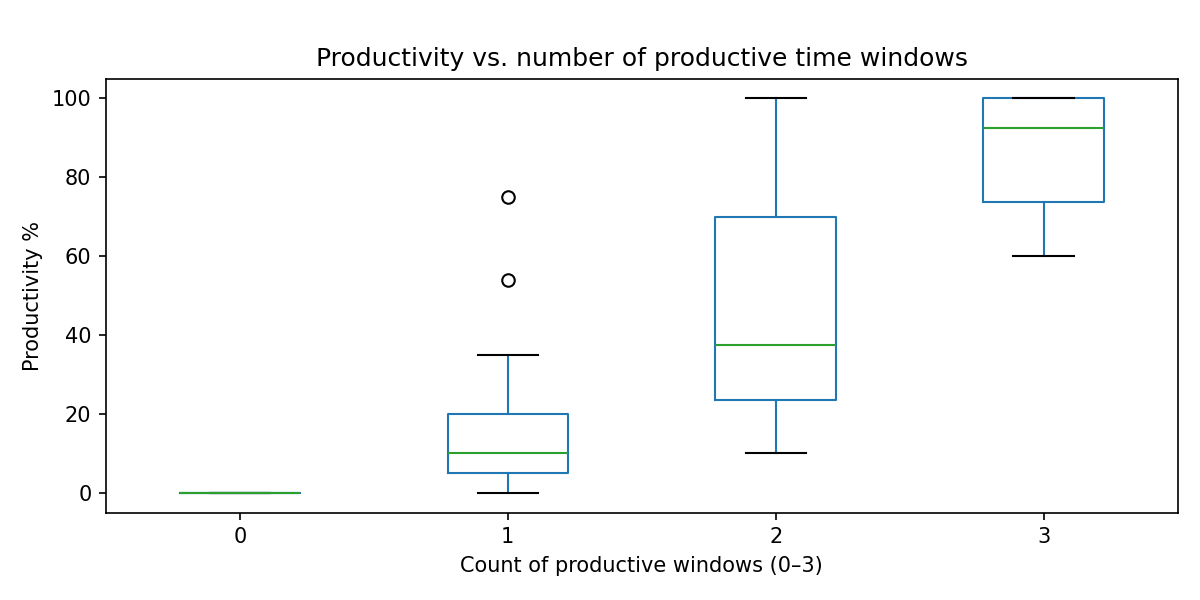 Productivity vs. number of productive time windows
Productivity %
100
80
60
40
20
0
0 1 2 3
Count of productive windows (0–3)